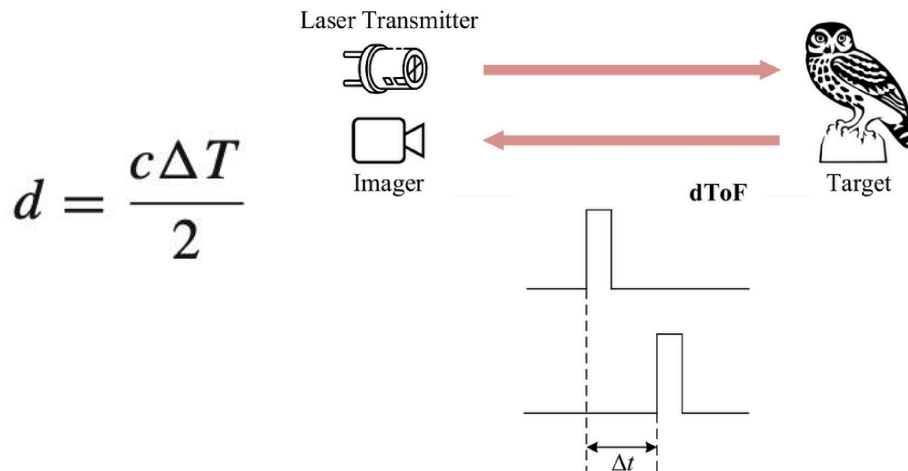 Laser Transmitter
Imager
Target
d = cΔT / 2
dToF
Δt